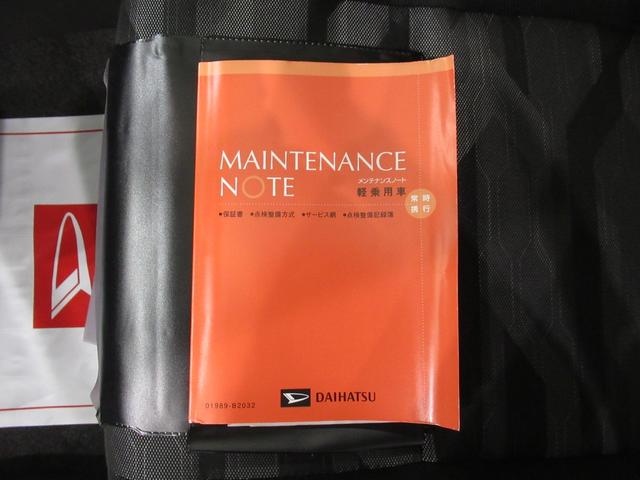 MAINTENANCE
NOTE
メンテナンスノート
軽乗用車
常時
携行
●保証書 ●点検整備方式 ●サービス網 ●点検整備記録簿
01989-B2032
DAIHATSU